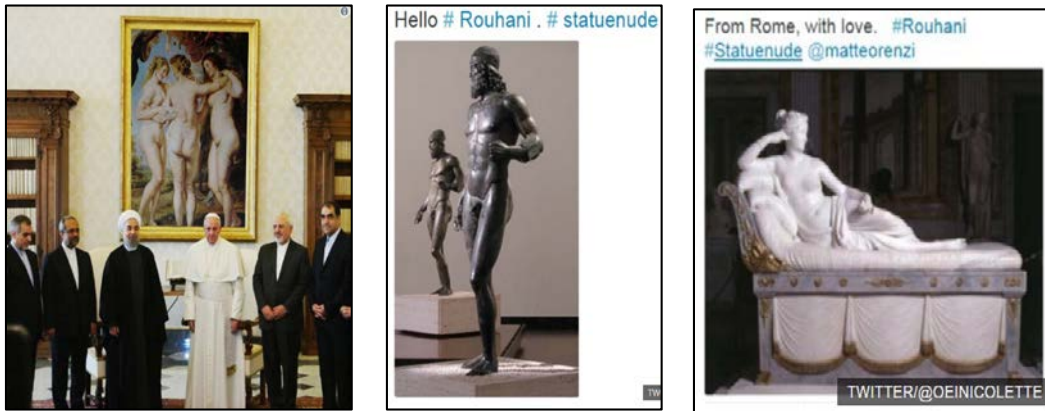 Hello # Rouhani . # statuenude
From Rome, with love. #Rouhani
#Statuenude @matteorenzi
TWITTER/@OEINICOLETTE